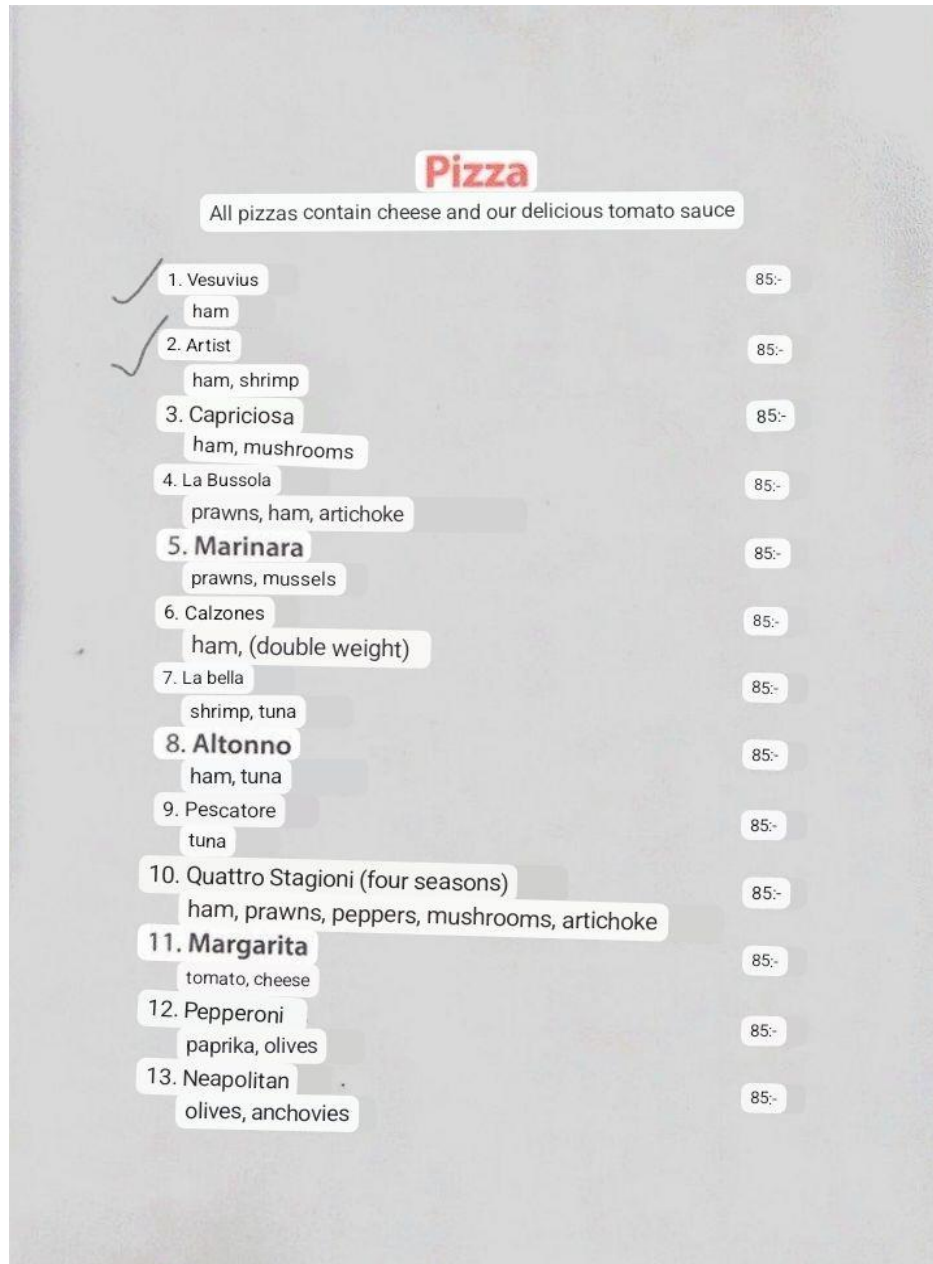 Pizza
All pizzas contain cheese and our delicious tomato sauce
1. Vesuvius 85:-
ham
2. Artist 85:-
ham, shrimp
3. Capriciosa 85:-
ham, mushrooms
4. La Bussola 85:-
prawns, ham, artichoke
5. Marinara 85:-
prawns, mussels
6. Calzones 85:-
ham, (double weight)
7. La bella 85:-
shrimp, tuna
8. Altonno 85:-
ham, tuna
9. Pescatore 85:-
tuna
10. Quattro Stagioni (four seasons) 85:-
ham, prawns, peppers, mushrooms, artichoke
11. Margarita 85:-
tomato, cheese
12. Pepperoni 85:-
paprika, olives
13. Neapolitan 85:-
olives, anchovies